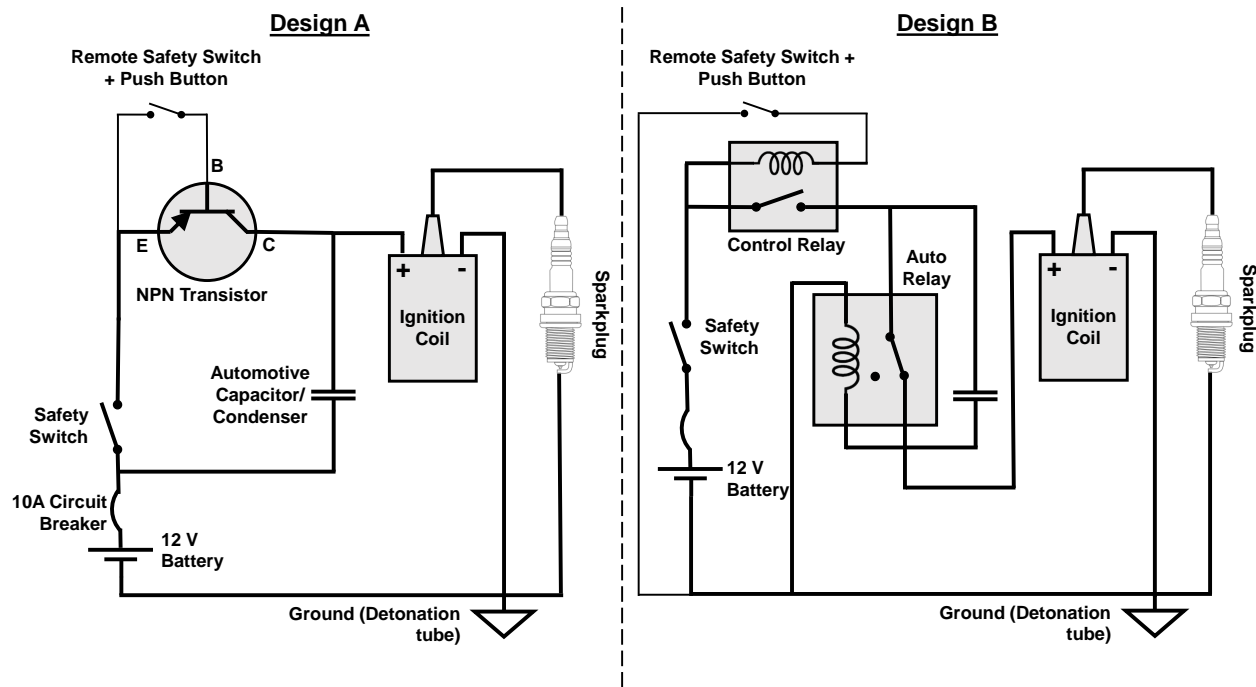 Design A
Remote Safety Switch
+ Push Button
B
E
C
NPN Transistor
+
-
Ignition
Coil
Sparkplug
Automotive
Capacitor/
Condenser
Safety
Switch
10A Circuit
Breaker
12 V
Battery
Ground (Detonation
tube)
Design B
Remote Safety Switch +
Push Button
Control Relay
Auto
Relay
Safety
Switch
+
-
Ignition
Coil
Sparkplug
12 V
Battery
Ground (Detonation
tube)